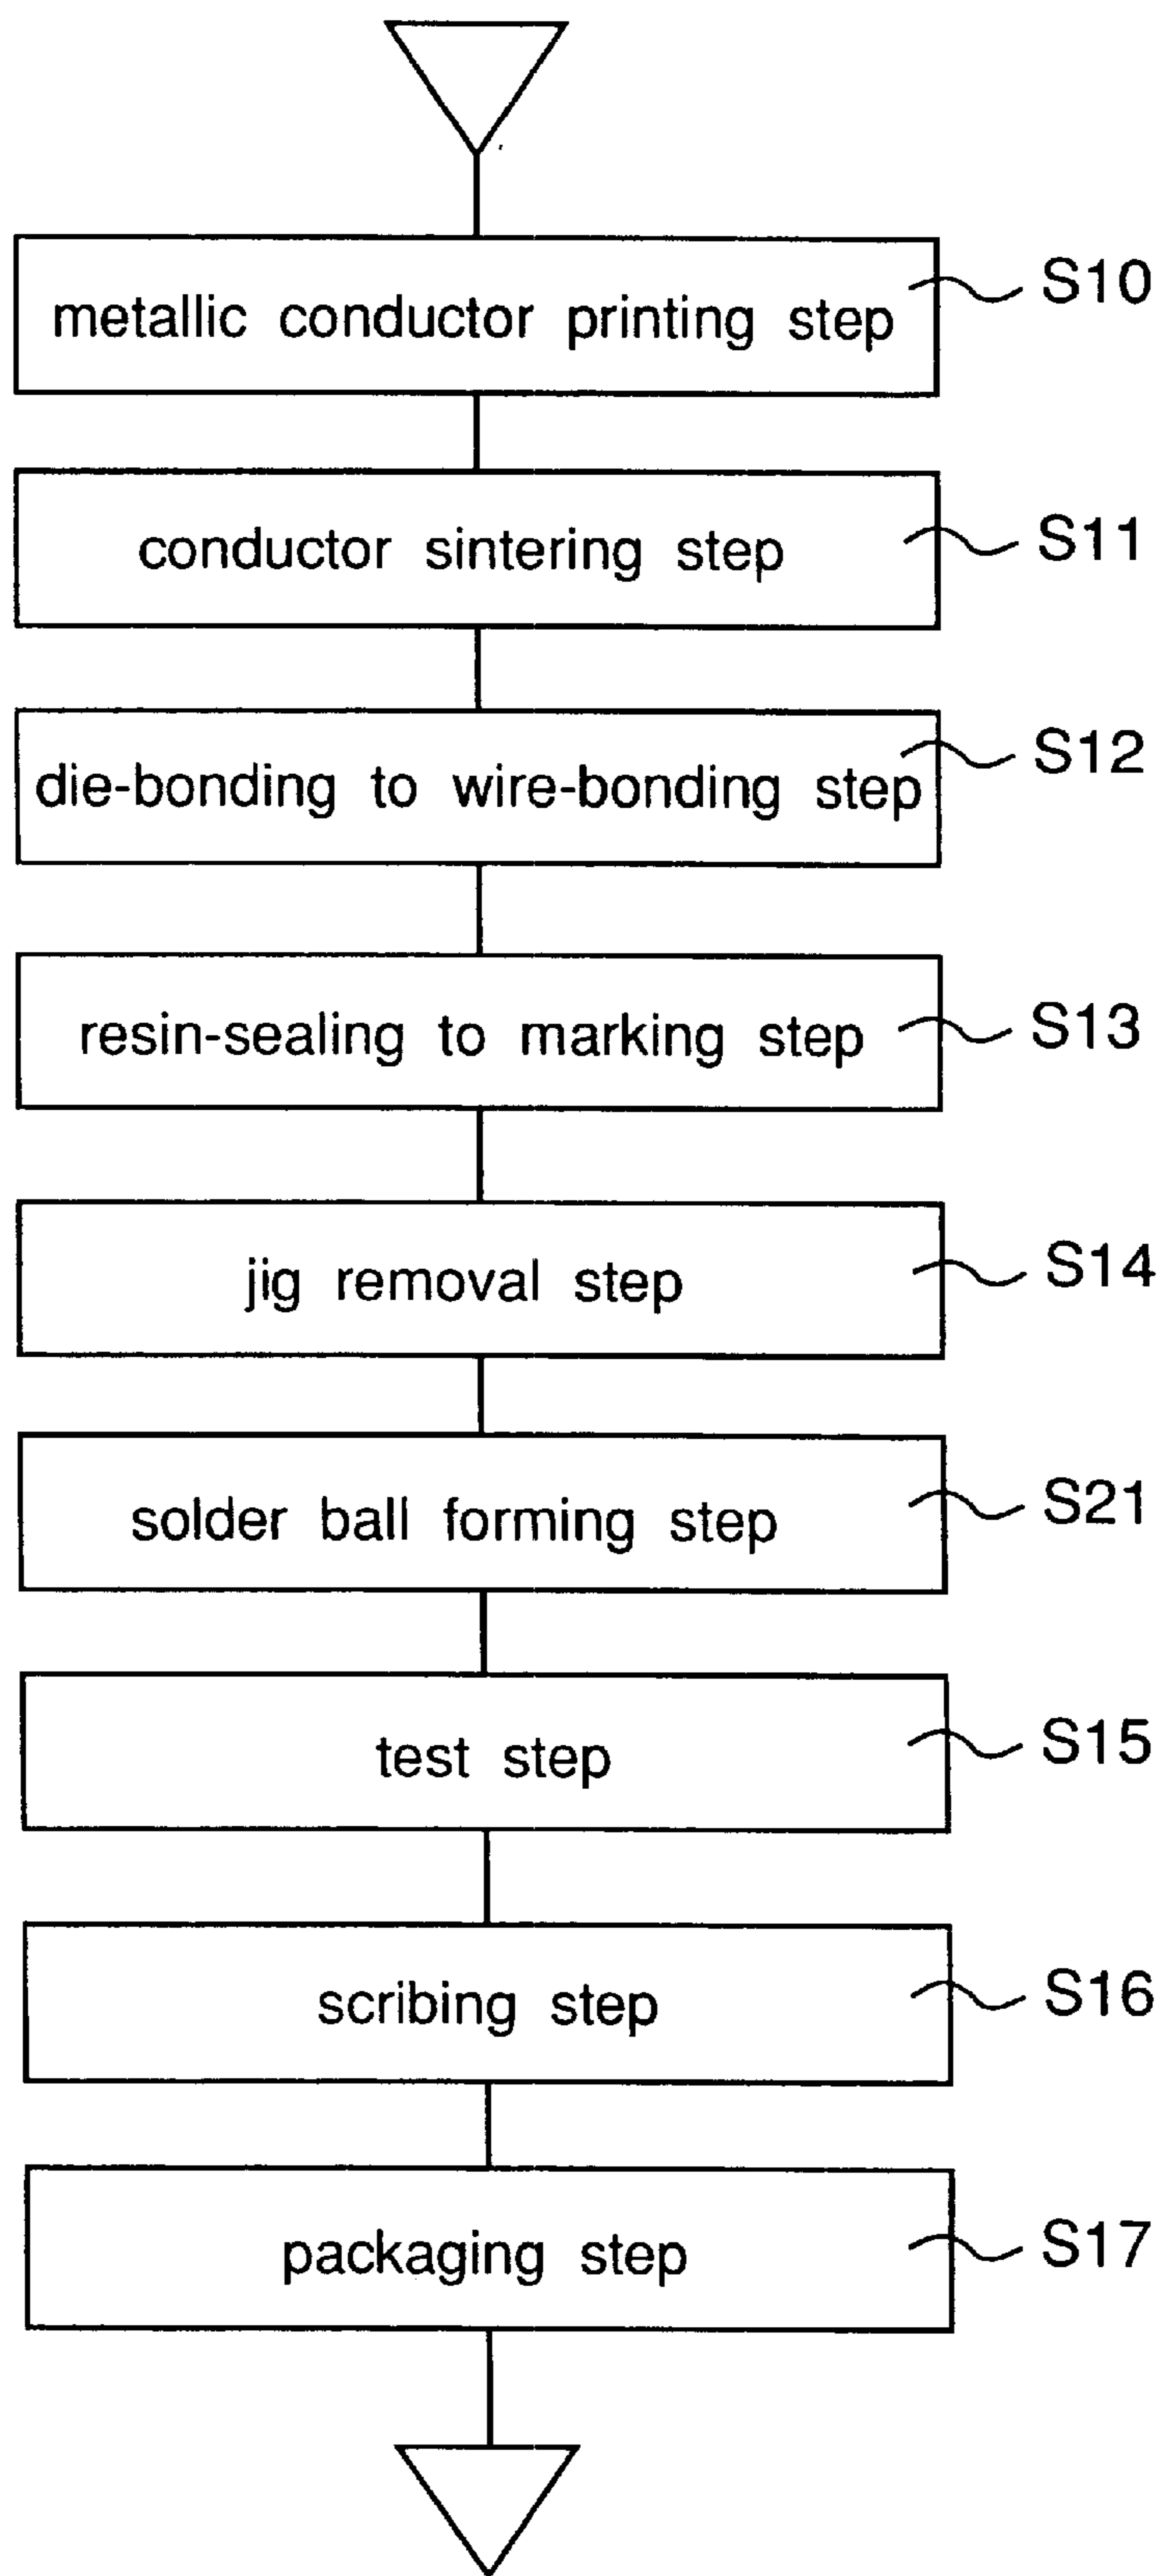 metallic conductor printing step S10
conductor sintering step S11
die-bonding to wire-bonding step S12
resin-sealing to marking step S13
jig removal step S14
solder ball forming step S21
test step S15
scribing step S16
packaging step S17